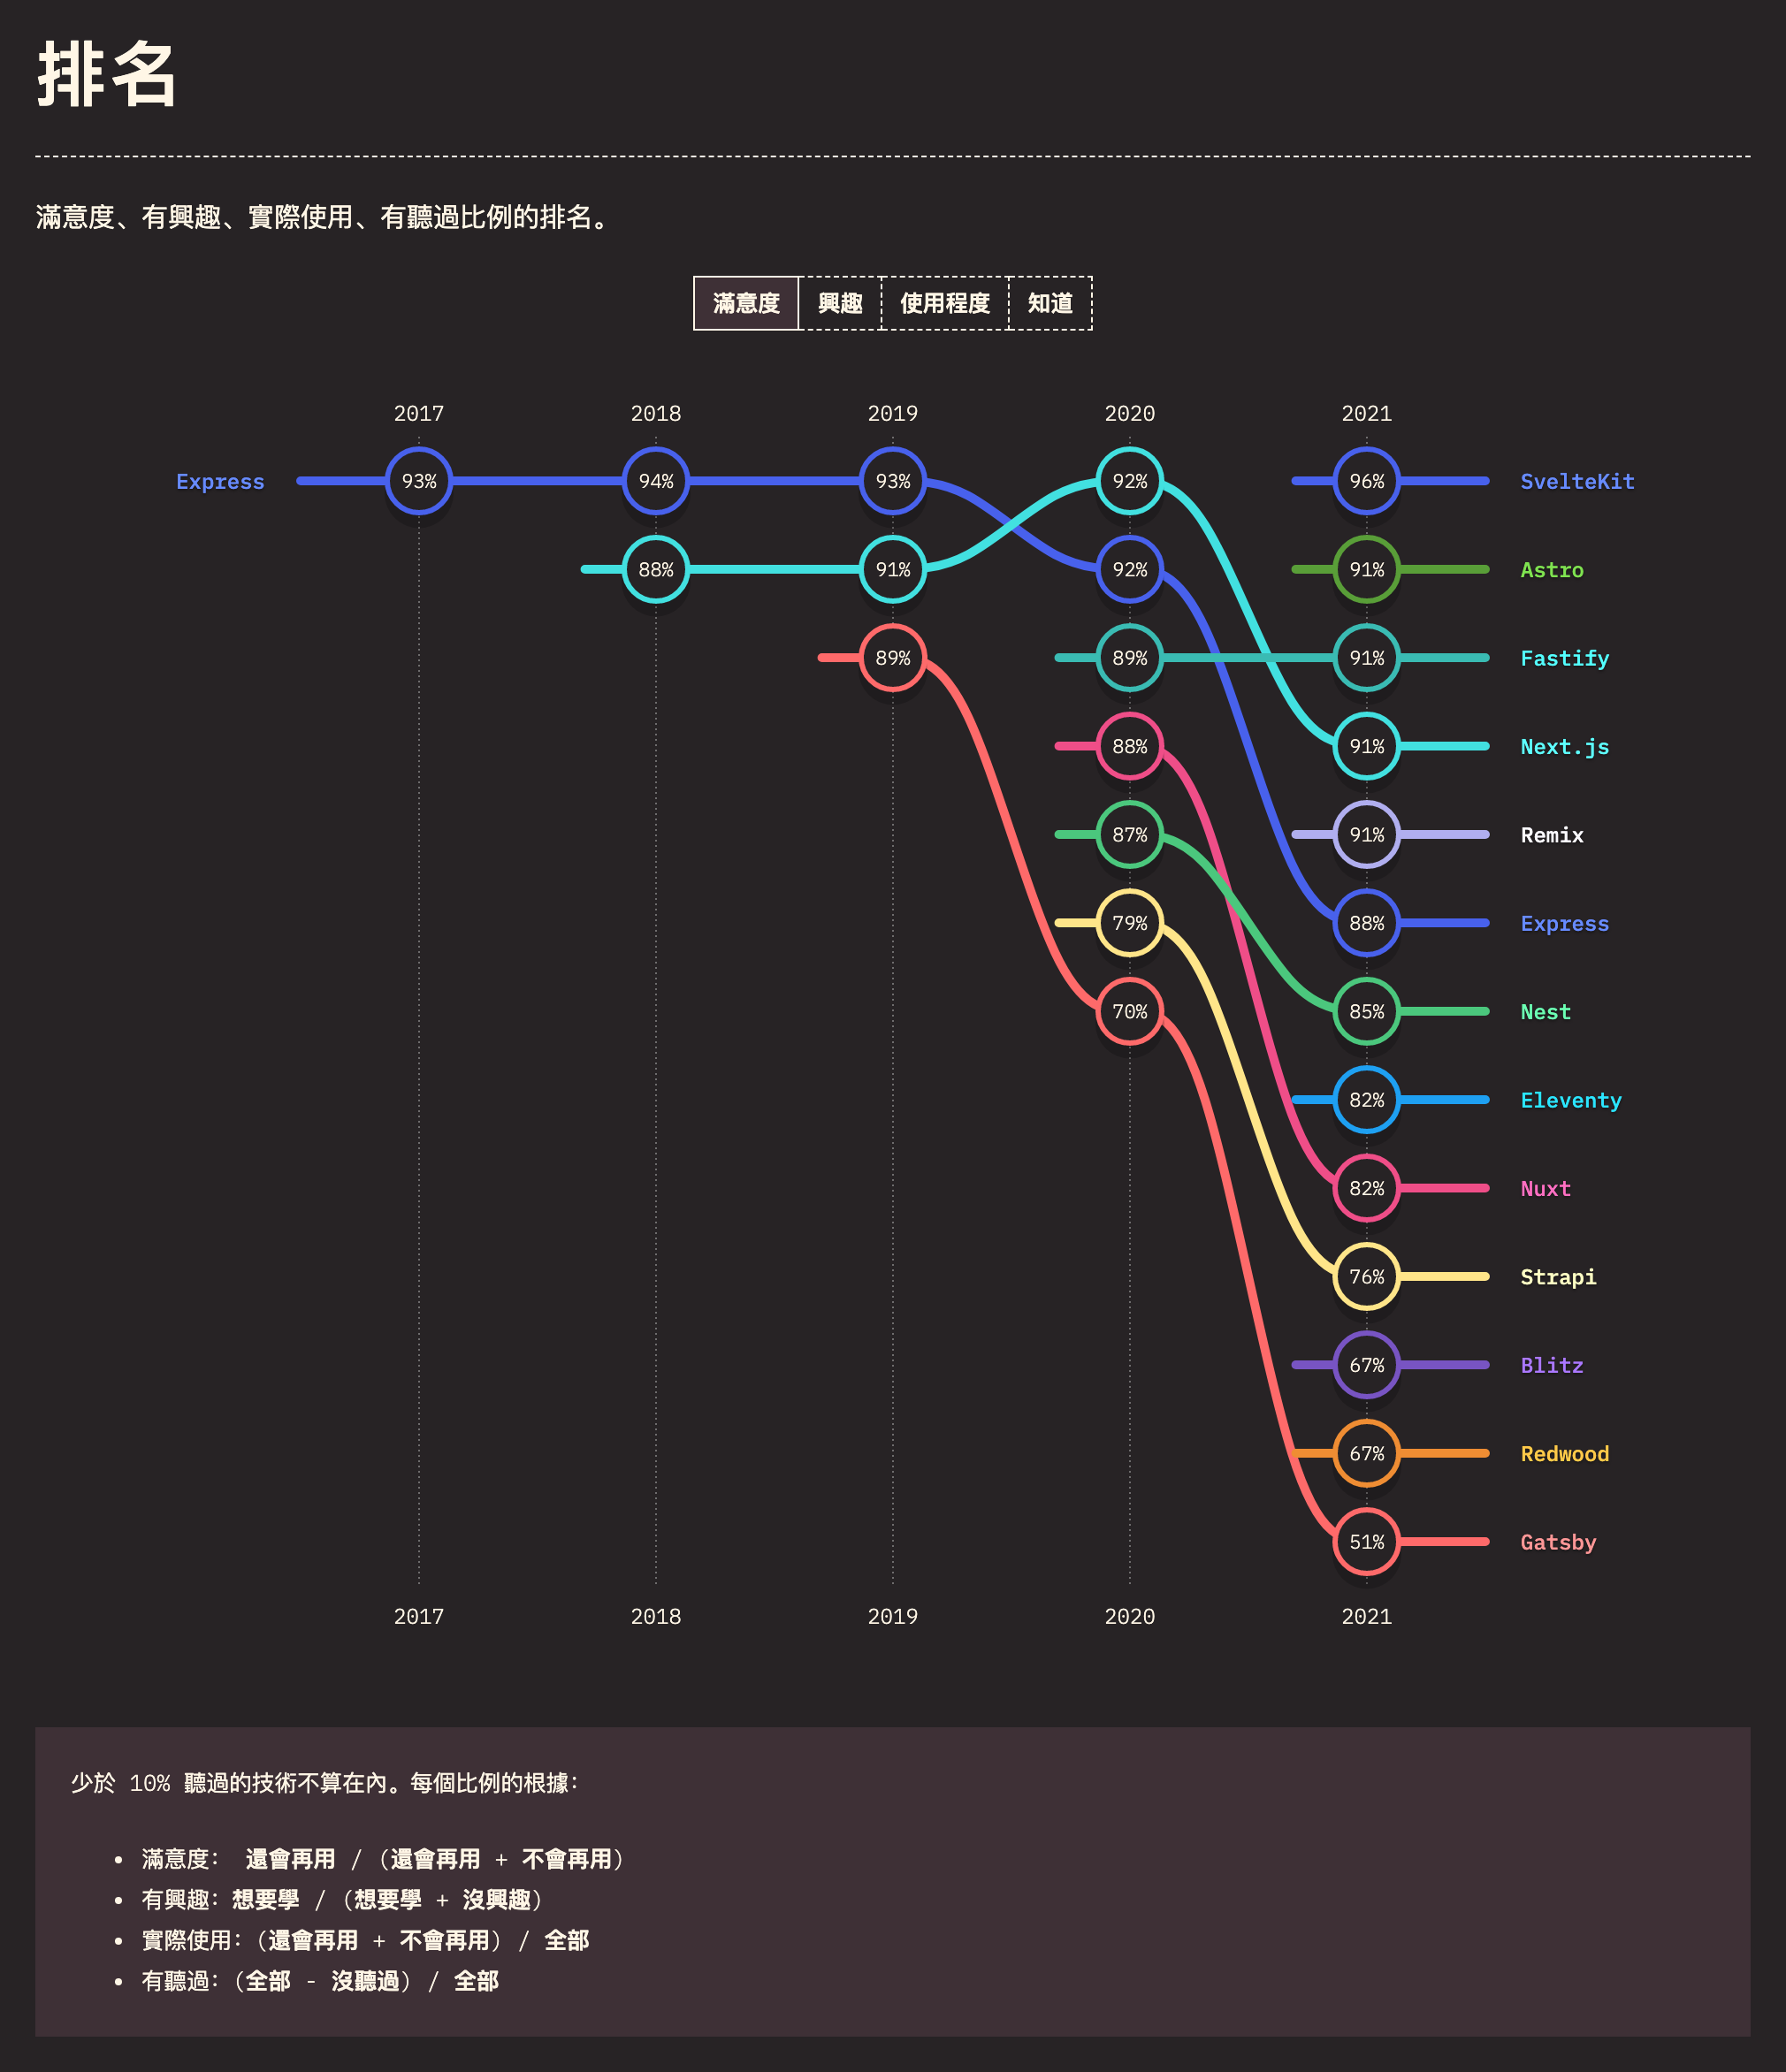 排名
滿意度、有興趣、實際使用、有聽過比例的排名。
滿意度 興趣 使用程度 知道
2017 2018 2019 2020 2021
Express 93% 94% 93% 92% 96% SvelteKit
88% 91% 92% 91% Astro
89% 89% 91% Fastify
88% 91% Next.js
87% 91% Remix
79% 88% Express
70% 85% Nest
82% Eleventy
82% Nuxt
76% Strapi
67% Blitz
67% Redwood
51% Gatsby
2017 2018 2019 2020 2021
少於 10% 聽過的技術不算在內。每個比例的根據：
• 滿意度： 還會再用 / (還會再用 + 不會再用)
• 有興趣：想要學 / (想要學 + 沒興趣)
• 實際使用：(還會再用 + 不會再用) / 全部
• 有聽過：(全部 - 沒聽過) / 全部